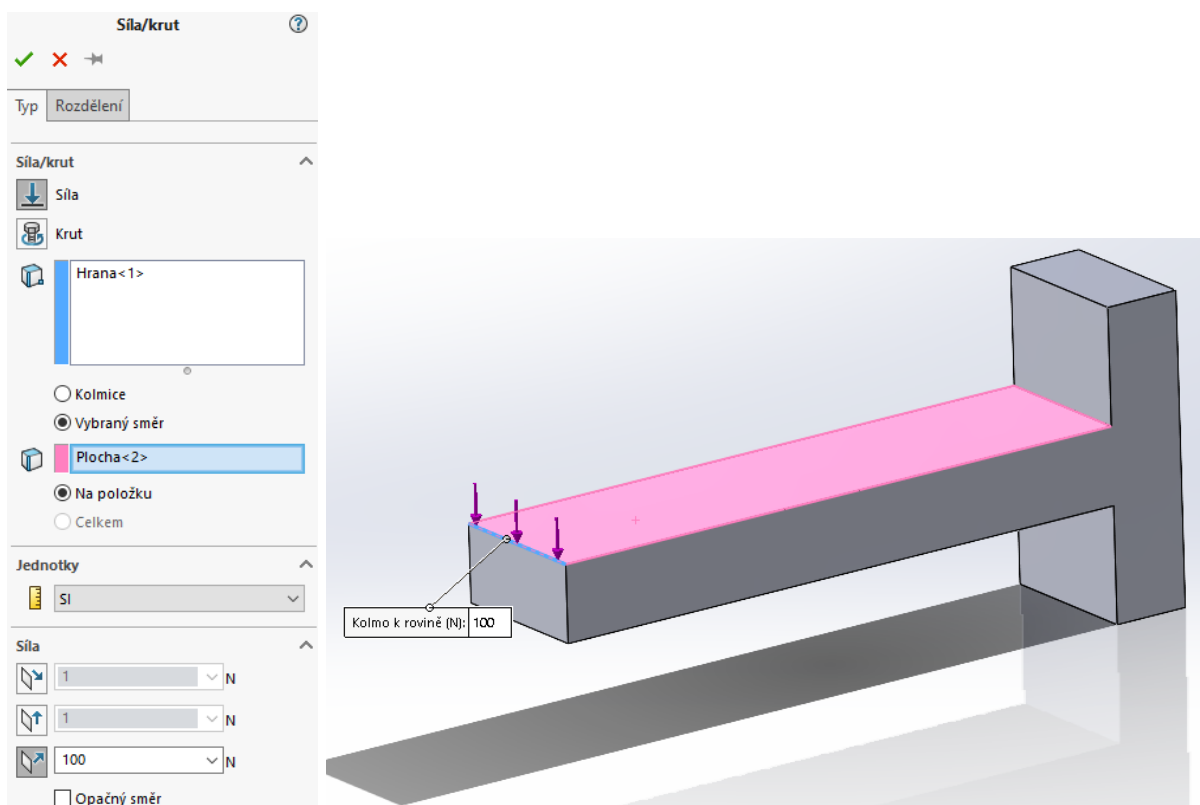 Síla/krut
Typ Rozdělení
Síla/krut
Síla
Krut
Hrana<1>
Kolmice
Vybraný směr
Plocha<2>
Na položku
Celkem
Jednotky
SI
Síla
1 N
1 N
100 N
Opačný směr
Kolmo k rovině (N): 100